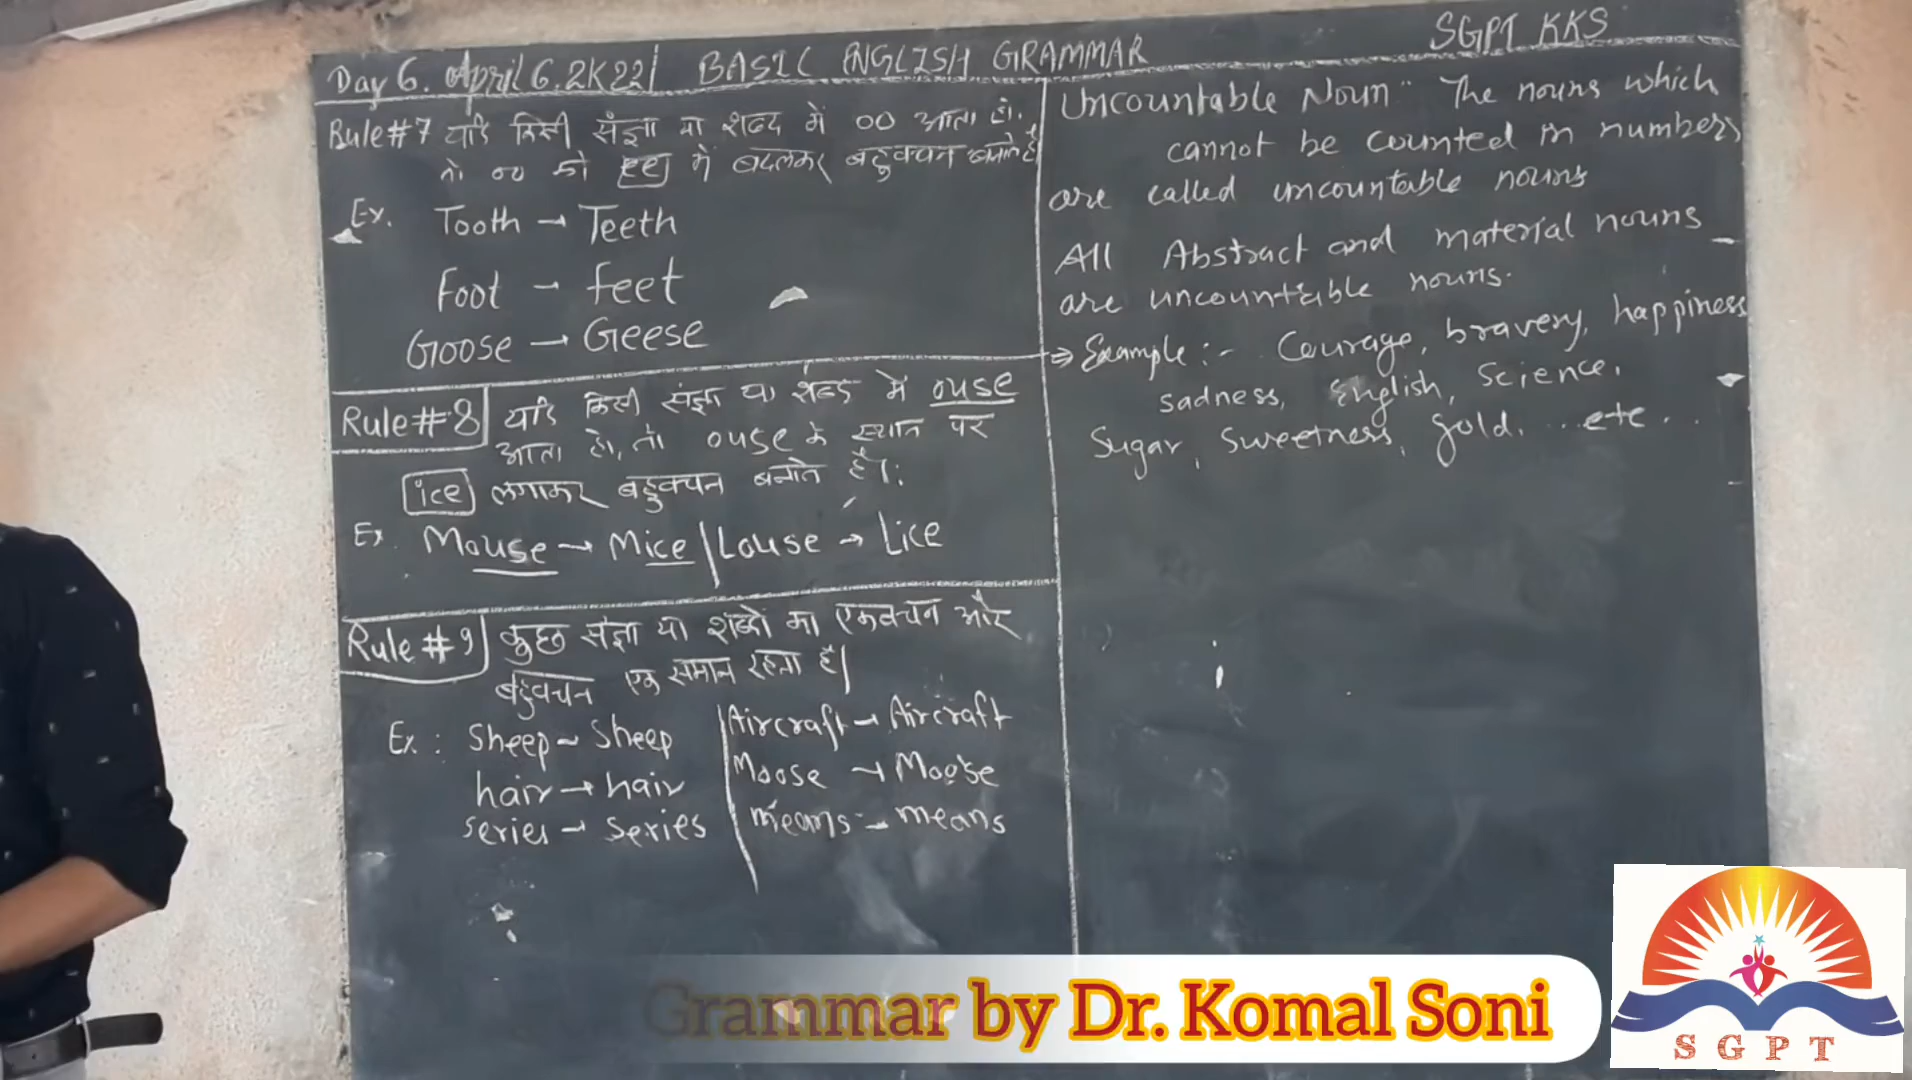 Day 6. April 6. 2K22 | BASIC ENGLISH GRAMMAR SGPT KKS
Rule#7 यदि किसी संज्ञा या शब्द में oo आता हो,
तो oo को ee में बदलकर बहुवचन बनाते है
Ex. Tooth → Teeth
Foot - feet
Goose → Geese
Rule#8 यदि किसी संज्ञा या शब्द में ouse
आता हो, तो ouse के स्थान पर
ice लगाकर बहुवचन बनाते हैं।:
Ex. Mouse → Mice | Louse → Lice
Rule #9 कुछ संज्ञा या शब्दों का एकवचन और
बहुवचन एक समान रहता है|
Ex: Sheep ~ Sheep
hair → hair
series → series
Aircraft → Aircraft
Moose → Moose
means - means
Uncountable Noun: The nouns which
cannot be counted in numbers
are called uncountable nouns
All Abstract and material nouns
are uncountable nouns.
⇒ Example:- Courage, bravery, happiness
sadness, English, Science,
Sugar, Sweetness, gold, ...etc..
Grammar by Dr. Komal Soni
SGPT